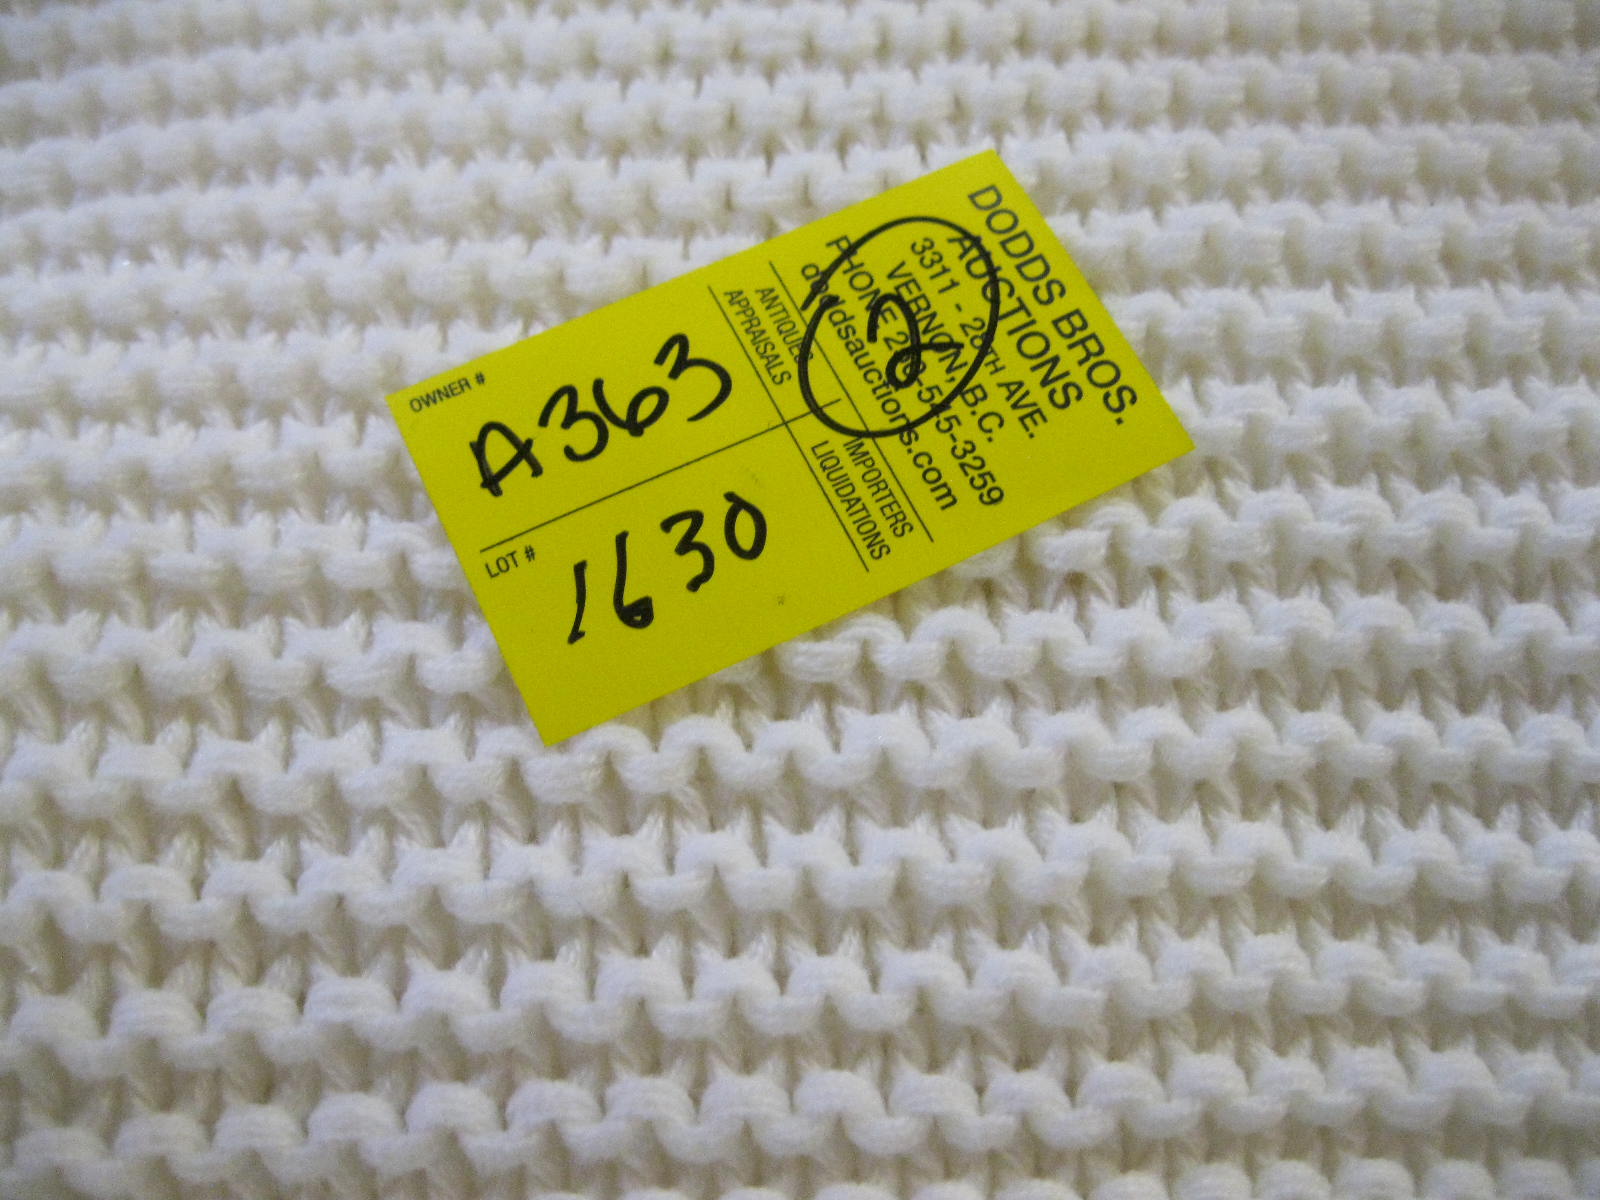 DODDS BROS.
AUCTIONS
3311 - 28TH AVE.
VERNON, B.C.
PHONE 250-545-3259
doddsauctions.com
2
ANTIQUES
APPRAISALS
IMPORTERS
LIQUIDATIONS
OWNER #
A363
LOT #
1630